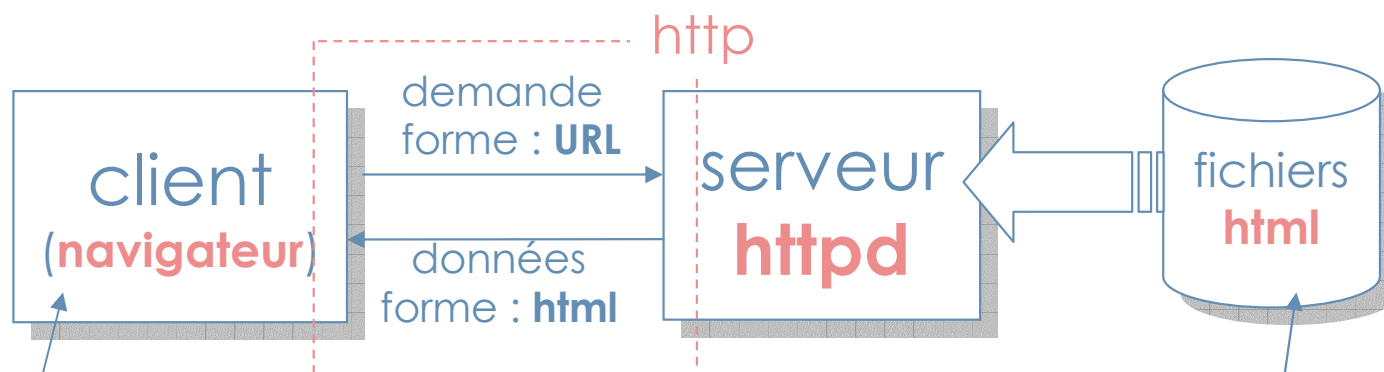 http
client
(navigateur)
demande
forme : URL
données
forme : html
serveur
httpd
fichiers
html